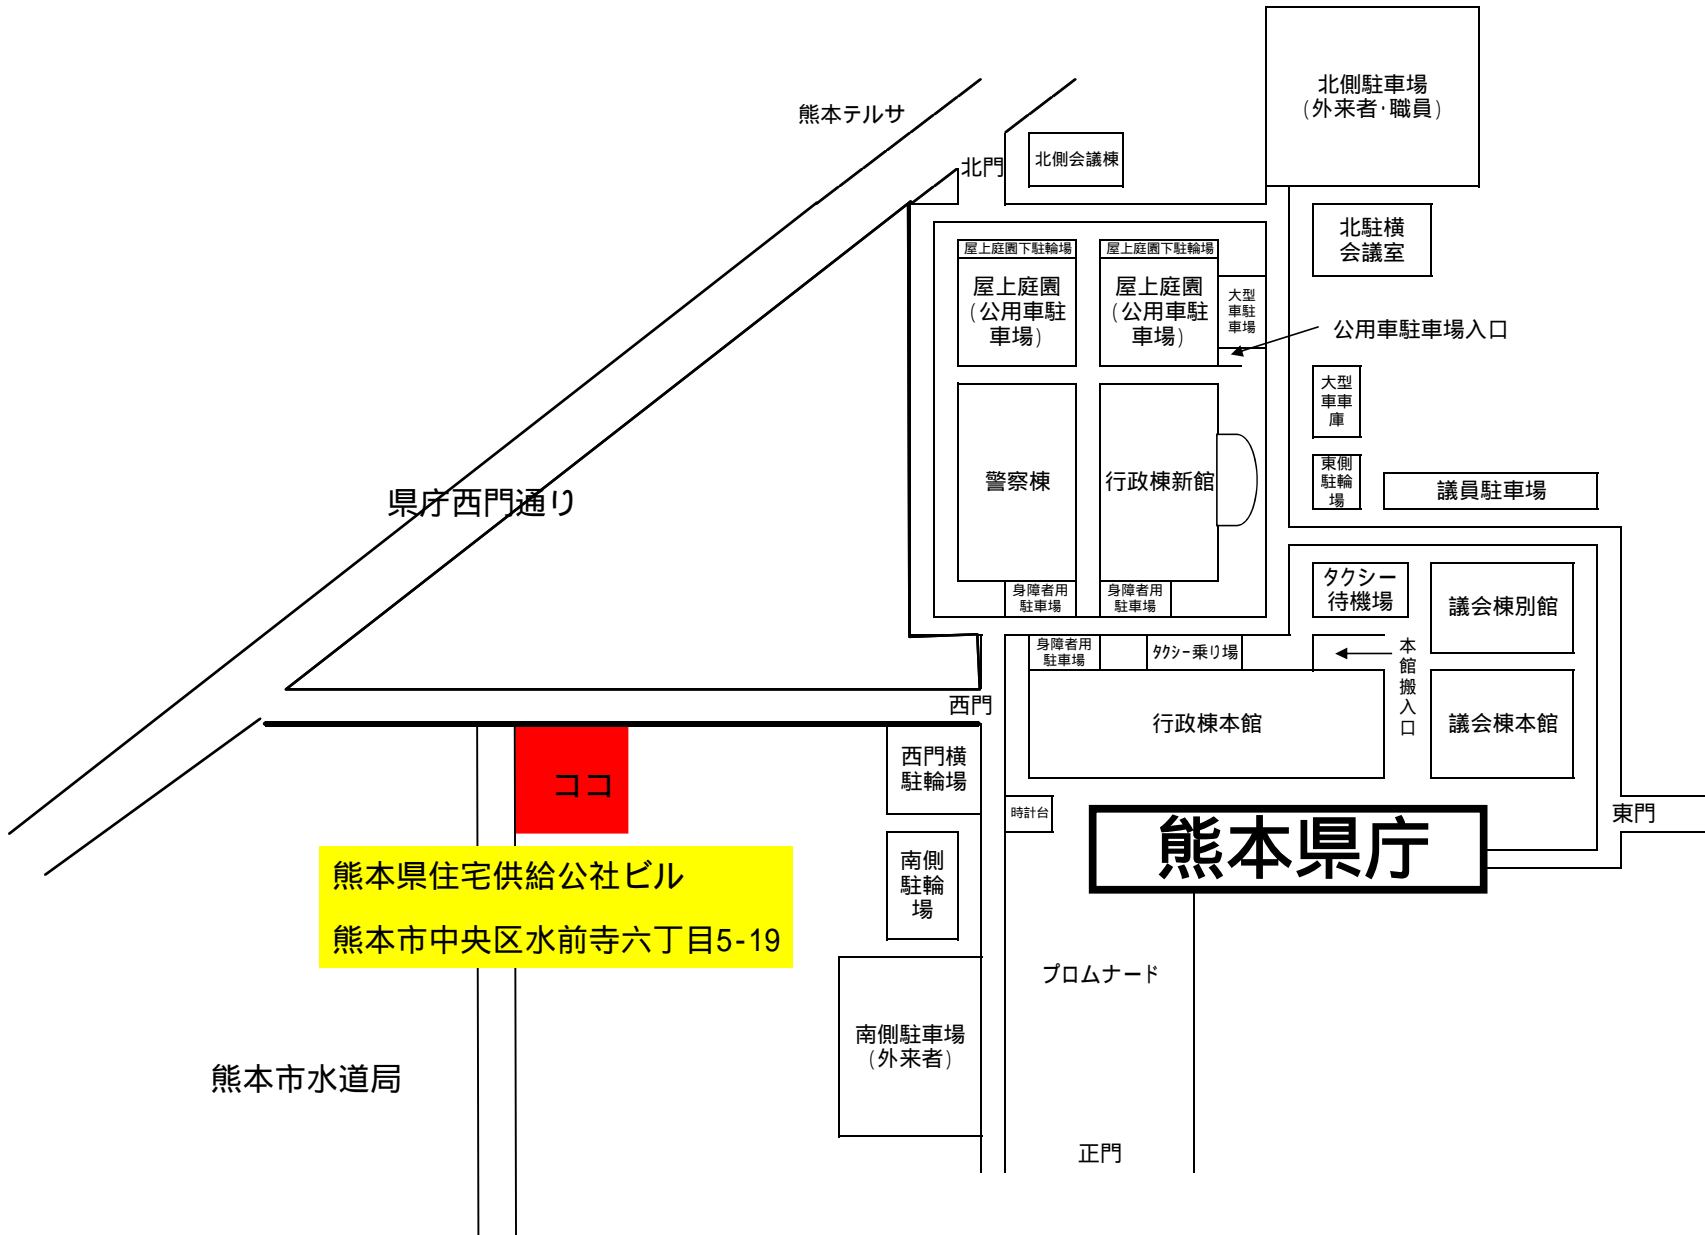 北側駐車場
(外来者・職員)
熊本テルサ
北側会議棟
北門
北駐横
会議室
屋上庭園下駐輪場
屋上庭園下駐輪場
屋上庭園
(公用車駐
車場)
屋上庭園
(公用車駐
車場)
大型
車駐
車場
公用車駐車場入口
大型
車車
庫
東側
駐輪
場
議員駐車場
警察棟
行政棟新館
県庁西門通り
身障者用
駐車場
身障者用
駐車場
タクシー
待機場
議会棟別館
身障者用
駐車場
タクシー乗り場
本館搬入口
西門
行政棟本館
議会棟本館
西門横
駐輪場
ココ
時計台
熊本県庁
東門
熊本県住宅供給公社ビル
熊本市中央区水前寺六丁目5-19
南側
駐輪
場
プロムナード
南側駐車場
(外来者)
熊本市水道局
正門